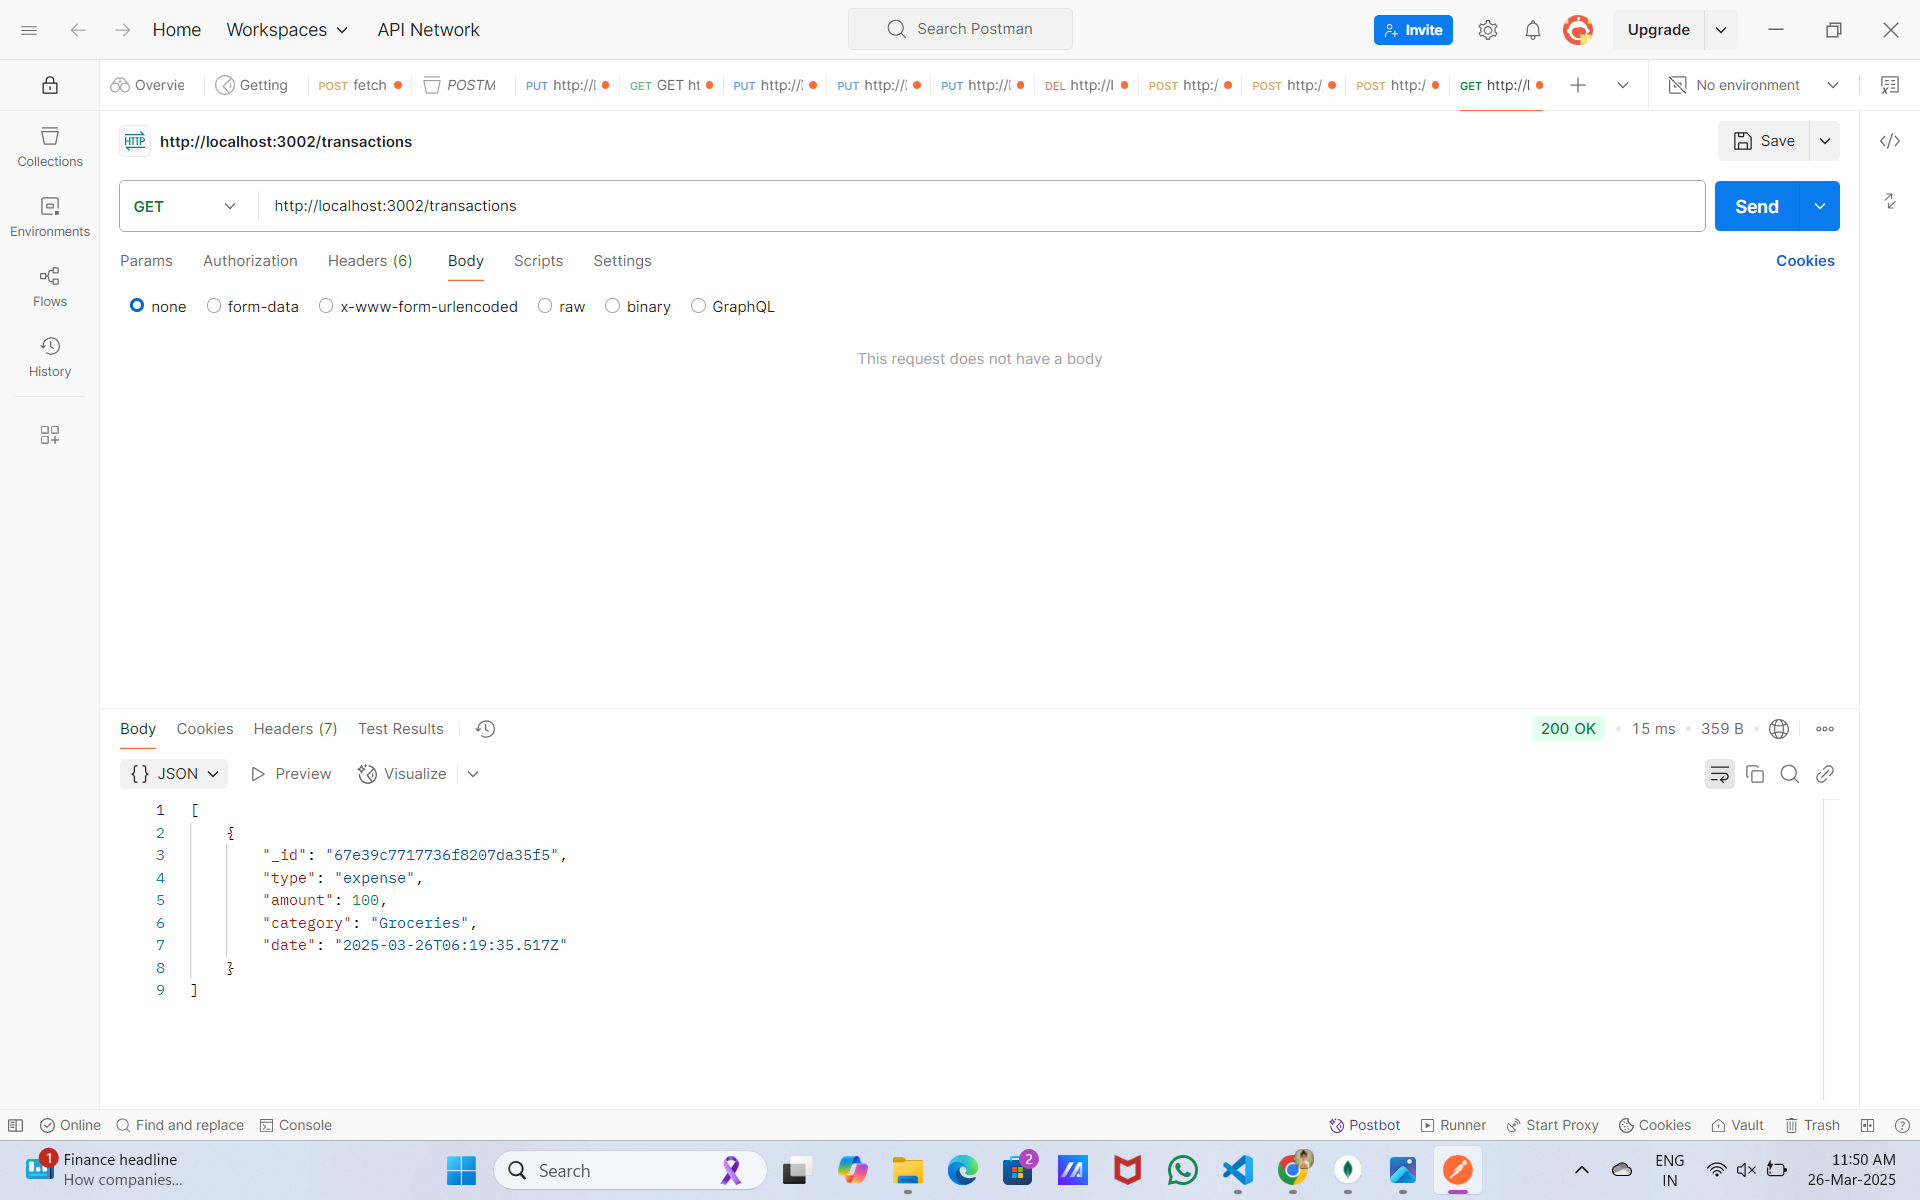 Home Workspaces API Network Search Postman Invite Upgrade
Overvie Getting POST fetch POSTM PUT http:// GET GET ht PUT http:// PUT http:// PUT http:// DEL http:// POST http:/ POST http:/ POST http:/ GET http:// No environment
HTTP http://localhost:3002/transactions Save
GET http://localhost:3002/transactions Send
Params Authorization Headers (6) Body Scripts Settings Cookies
none form-data x-www-form-urlencoded raw binary GraphQL
This request does not have a body
Collections
Environments
Flows
History
Body Cookies Headers (7) Test Results 200 OK 15 ms 359 B
{} JSON Preview Visualize
1 [
2 {
3 "_id": "67e39c7717736f8207da35f5",
4 "type": "expense",
5 "amount": 100,
6 "category": "Groceries",
7 "date": "2025-03-26T06:19:35.517Z"
8 }
9 ]
Online Find and replace Console Postbot Runner Start Proxy Cookies Vault Trash
1 Finance headline
How companies...
Search
2
ENG
IN
11:50 AM
26-Mar-2025